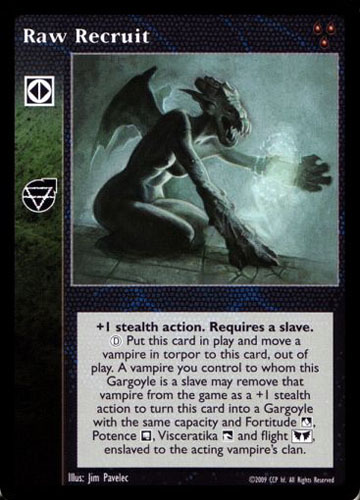 Raw Recruit
+1 stealth action. Requires a slave.
Ⓓ Put this card in play and move a
vampire in torpor to this card, out of
play. A vampire you control to whom this
Gargoyle is a slave may remove that
vampire from the game as a +1 stealth
action to turn this card into a Gargoyle
with the same capacity and Fortitude,
Potence, Visceratika and flight,
enslaved to the acting vampire's clan.
Illus: Jim Pavelec
©2009 CCP hf. All Rights Reserved